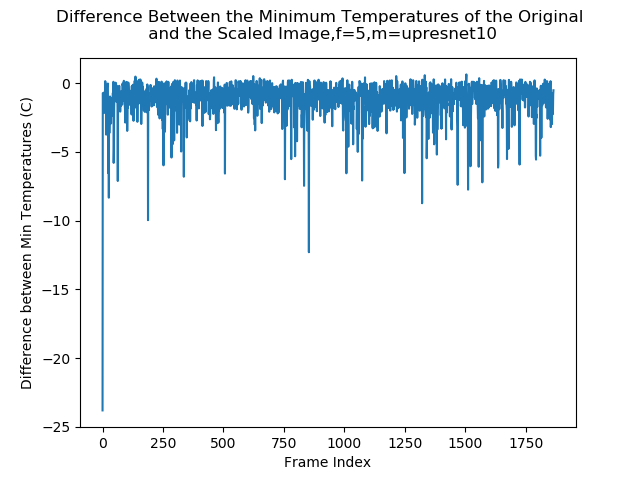 Difference Between the Minimum Temperatures of the Original
and the Scaled Image,f=5,m=upresnet10
Difference between Min Temperatures (C)
0
−5
−10
−15
−20
−25
0 250 500 750 1000 1250 1500 1750
Frame Index